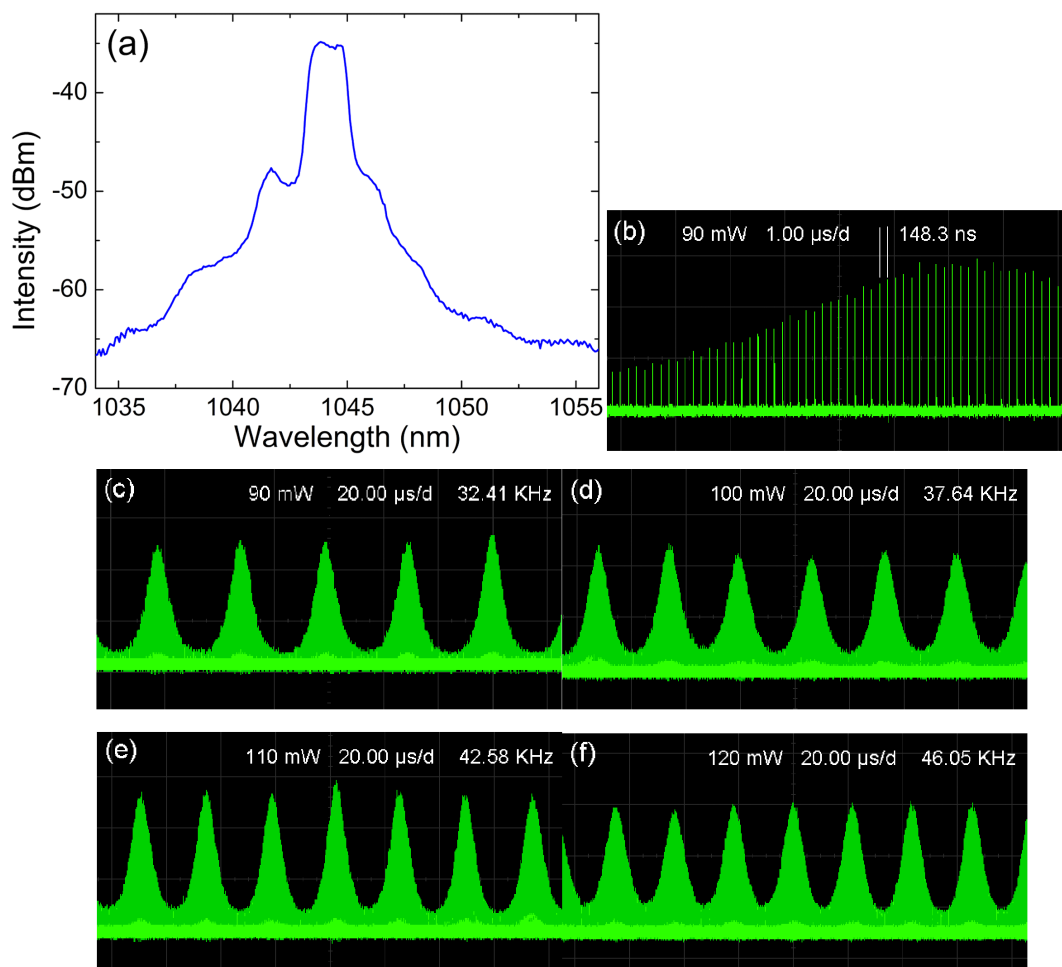 (a)
-40
-50
-60
-70
Intensity (dBm)
1035 1040 1045 1050 1055
Wavelength (nm)
(b) 90 mW 1.00 µs/d 148.3 ns
(c) 90 mW 20.00 µs/d 32.41 KHz
(d) 100 mW 20.00 µs/d 37.64 KHz
(e) 110 mW 20.00 µs/d 42.58 KHz
(f) 120 mW 20.00 µs/d 46.05 KHz